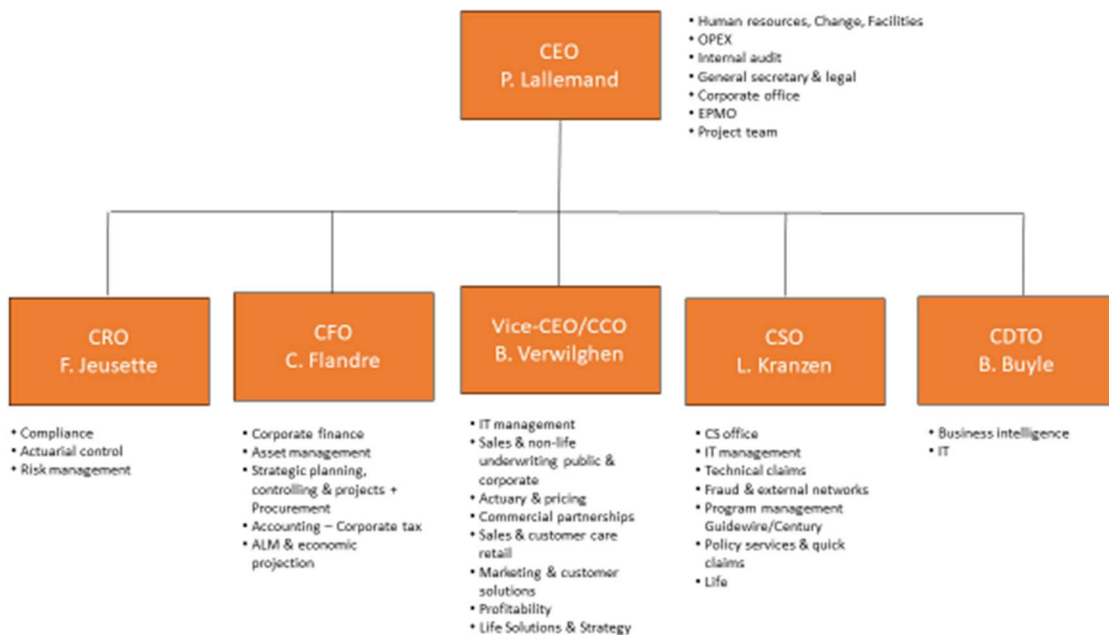 CEO
P. Lallemand
• Human resources, Change, Facilities
• OPEX
• Internal audit
• General secretary & legal
• Corporate office
• EPMO
• Project team
CRO
F. Jeusette
• Compliance
• Actuarial control
• Risk management
CFO
C. Flandre
• Corporate finance
• Asset management
• Strategic planning,
controlling & projects +
Procurement
• Accounting – Corporate tax
• ALM & economic
projection
Vice-CEO/CCO
B. Verwilghen
• IT management
• Sales & non-life
underwriting public &
corporate
• Actuary & pricing
• Commercial partnerships
• Sales & customer care
retail
• Marketing & customer
solutions
• Profitability
• Life Solutions & Strategy
CSO
L. Kranzen
• CS office
• IT management
• Technical claims
• Fraud & external networks
• Program management
Guidewire/Century
• Policy services & quick
claims
• Life
CDTO
B. Buyle
• Business intelligence
• IT